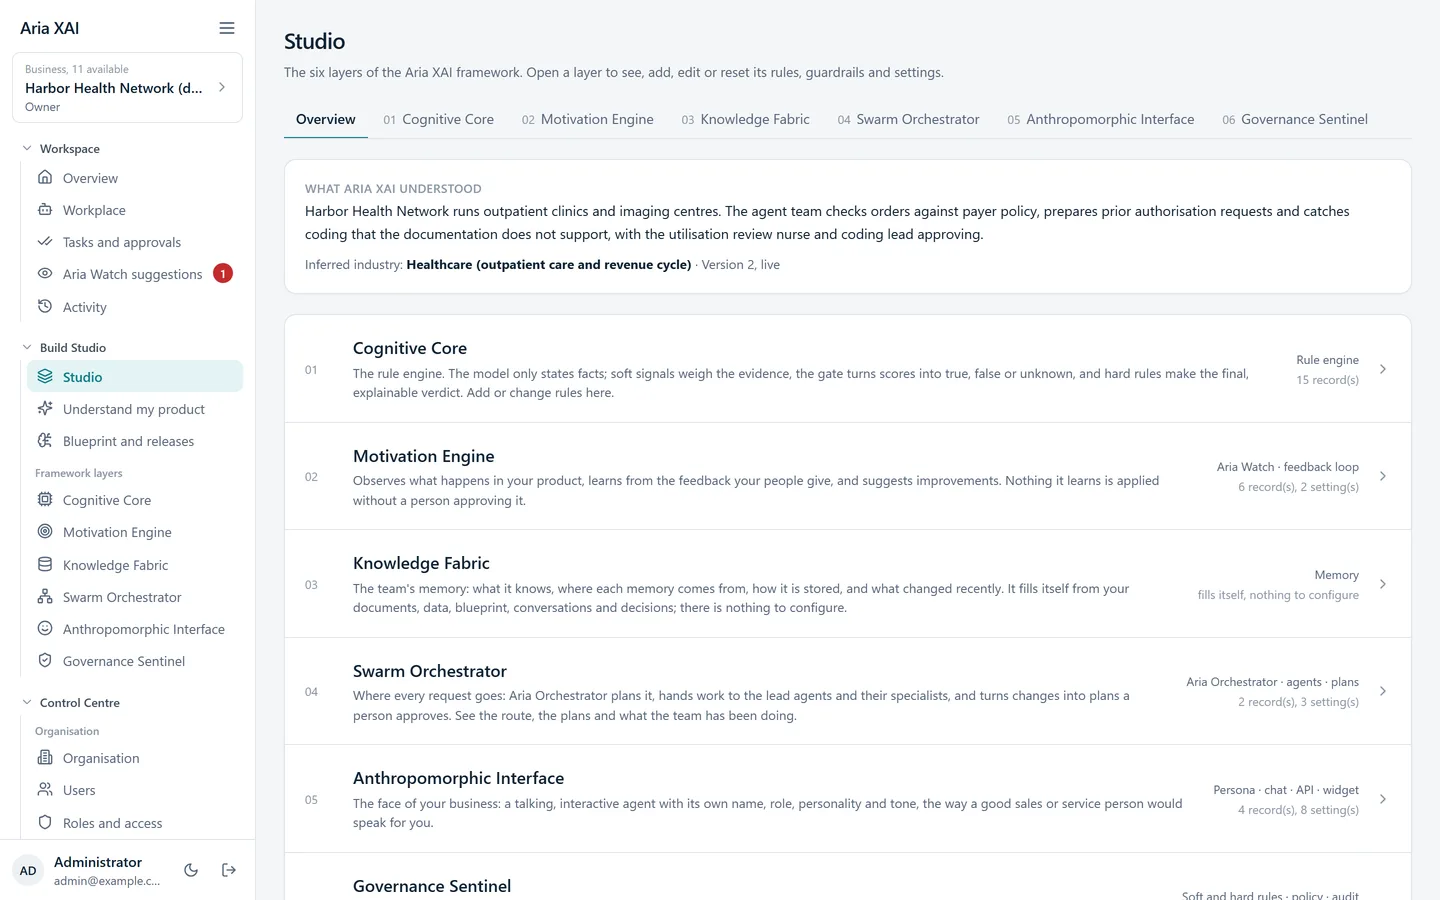 Aria XAI
Business, 11 available
Harbor Health Network (d...
Owner
Workspace
Overview
Workplace
Tasks and approvals
Aria Watch suggestions 1
Activity
Build Studio
Studio
Understand my product
Blueprint and releases
Framework layers
Cognitive Core
Motivation Engine
Knowledge Fabric
Swarm Orchestrator
Anthropomorphic Interface
Governance Sentinel
Control Centre
Organisation
Organisation
Users
Roles and access
AD
Administrator
admin@example.c...
Studio
The six layers of the Aria XAI framework. Open a layer to see, add, edit or reset its rules, guardrails and settings.
Overview 01 Cognitive Core 02 Motivation Engine 03 Knowledge Fabric 04 Swarm Orchestrator 05 Anthropomorphic Interface 06 Governance Sentinel
WHAT ARIA XAI UNDERSTOOD
Harbor Health Network runs outpatient clinics and imaging centres. The agent team checks orders against payer policy, prepares prior authorisation requests and catches
coding that the documentation does not support, with the utilisation review nurse and coding lead approving.
Inferred industry: Healthcare (outpatient care and revenue cycle) · Version 2, live
01
Cognitive Core
The rule engine. The model only states facts; soft signals weigh the evidence, the gate turns scores into true, false or unknown, and hard rules make the final,
explainable verdict. Add or change rules here.
Rule engine
15 record(s)
02
Motivation Engine
Observes what happens in your product, learns from the feedback your people give, and suggests improvements. Nothing it learns is applied
without a person approving it.
Aria Watch · feedback loop
6 record(s), 2 setting(s)
03
Knowledge Fabric
The team's memory: what it knows, where each memory comes from, how it is stored, and what changed recently. It fills itself from your
documents, data, blueprint, conversations and decisions; there is nothing to configure.
Memory
fills itself, nothing to configure
04
Swarm Orchestrator
Where every request goes: Aria Orchestrator plans it, hands work to the lead agents and their specialists, and turns changes into plans a
person approves. See the route, the plans and what the team has been doing.
Aria Orchestrator · agents · plans
2 record(s), 3 setting(s)
05
Anthropomorphic Interface
The face of your business: a talking, interactive agent with its own name, role, personality and tone, the way a good sales or service person would
speak for you.
Persona · chat · API · widget
4 record(s), 8 setting(s)
Governance Sentinel
Soft and hard rules · policy · audit